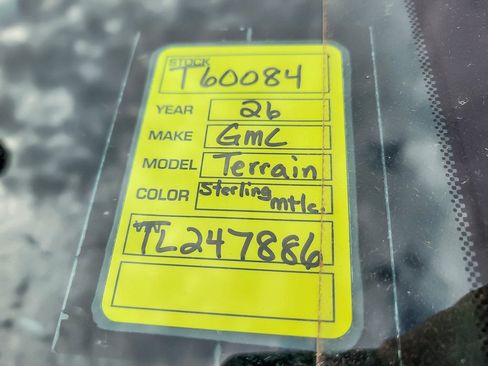 STOCK T60084
YEAR 26
MAKE GMC
MODEL Terrain
COLOR Sterling mtlc.
TL247886